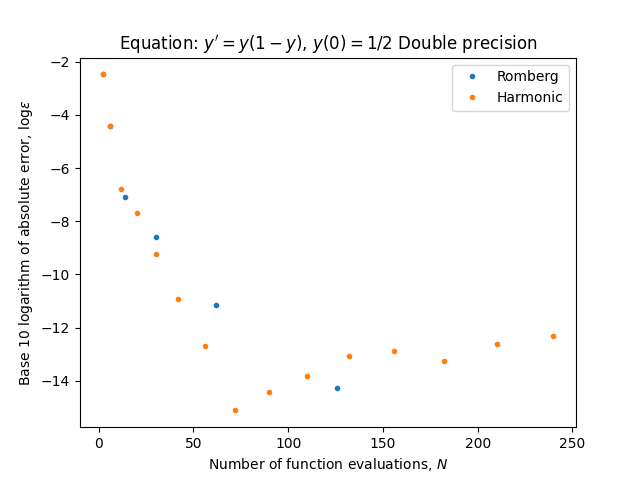 Equation: y′ = y(1 − y), y(0) = 1/2 Double precision
Romberg
Harmonic
Base 10 logarithm of absolute error, logε
−2
−4
−6
−8
−10
−12
−14
0 50 100 150 200 250
Number of function evaluations, N